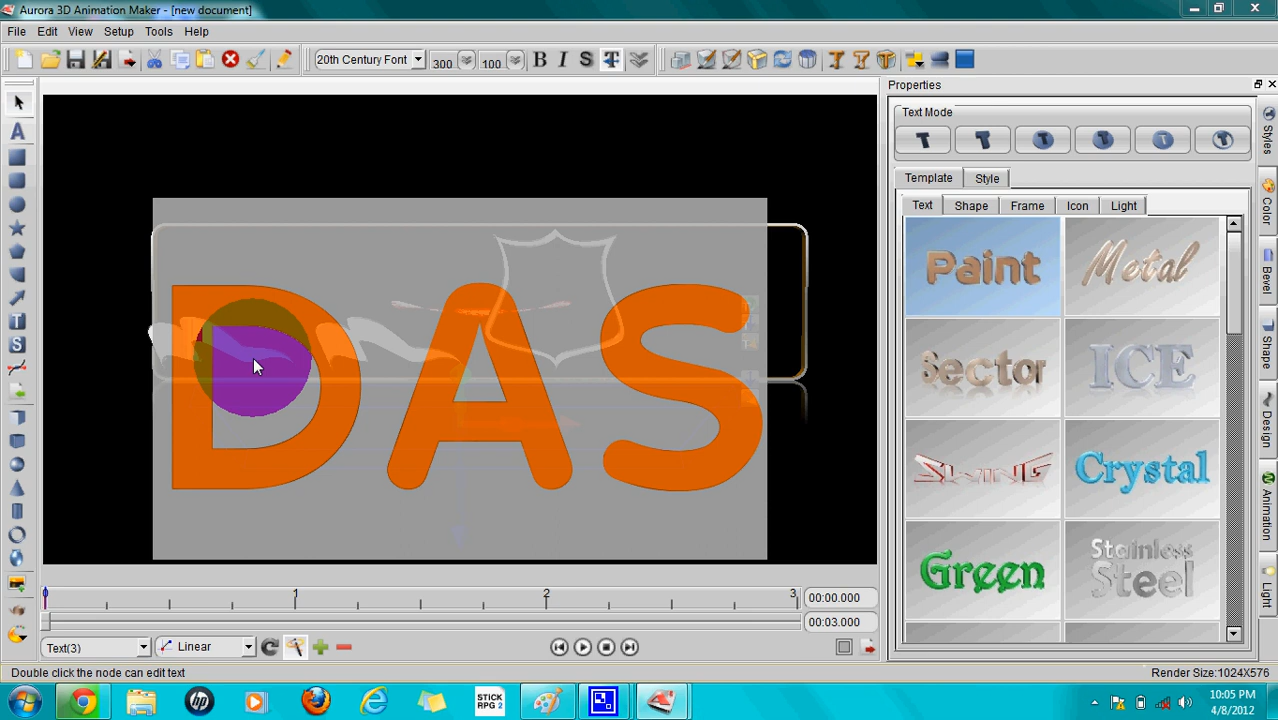 Aurora 3D Animation Maker - [new document]
File Edit View Setup Tools Help
20th Century Font 300 100 B I S T
Properties
Text Mode
Template Style
Text Shape Frame Icon Light
Paint Metal
Sector ICE
SWING Crystal
Green Stainless Steel
Styles
Color
Bevel
Shape
Design
Animation
Light
DAS
1 2 3 00:00.000
00:03.000
Text(3) Linear
Double click the node can edit text Render Size:1024X576
hp STICK RPG 2 10:05 PM
4/8/2012